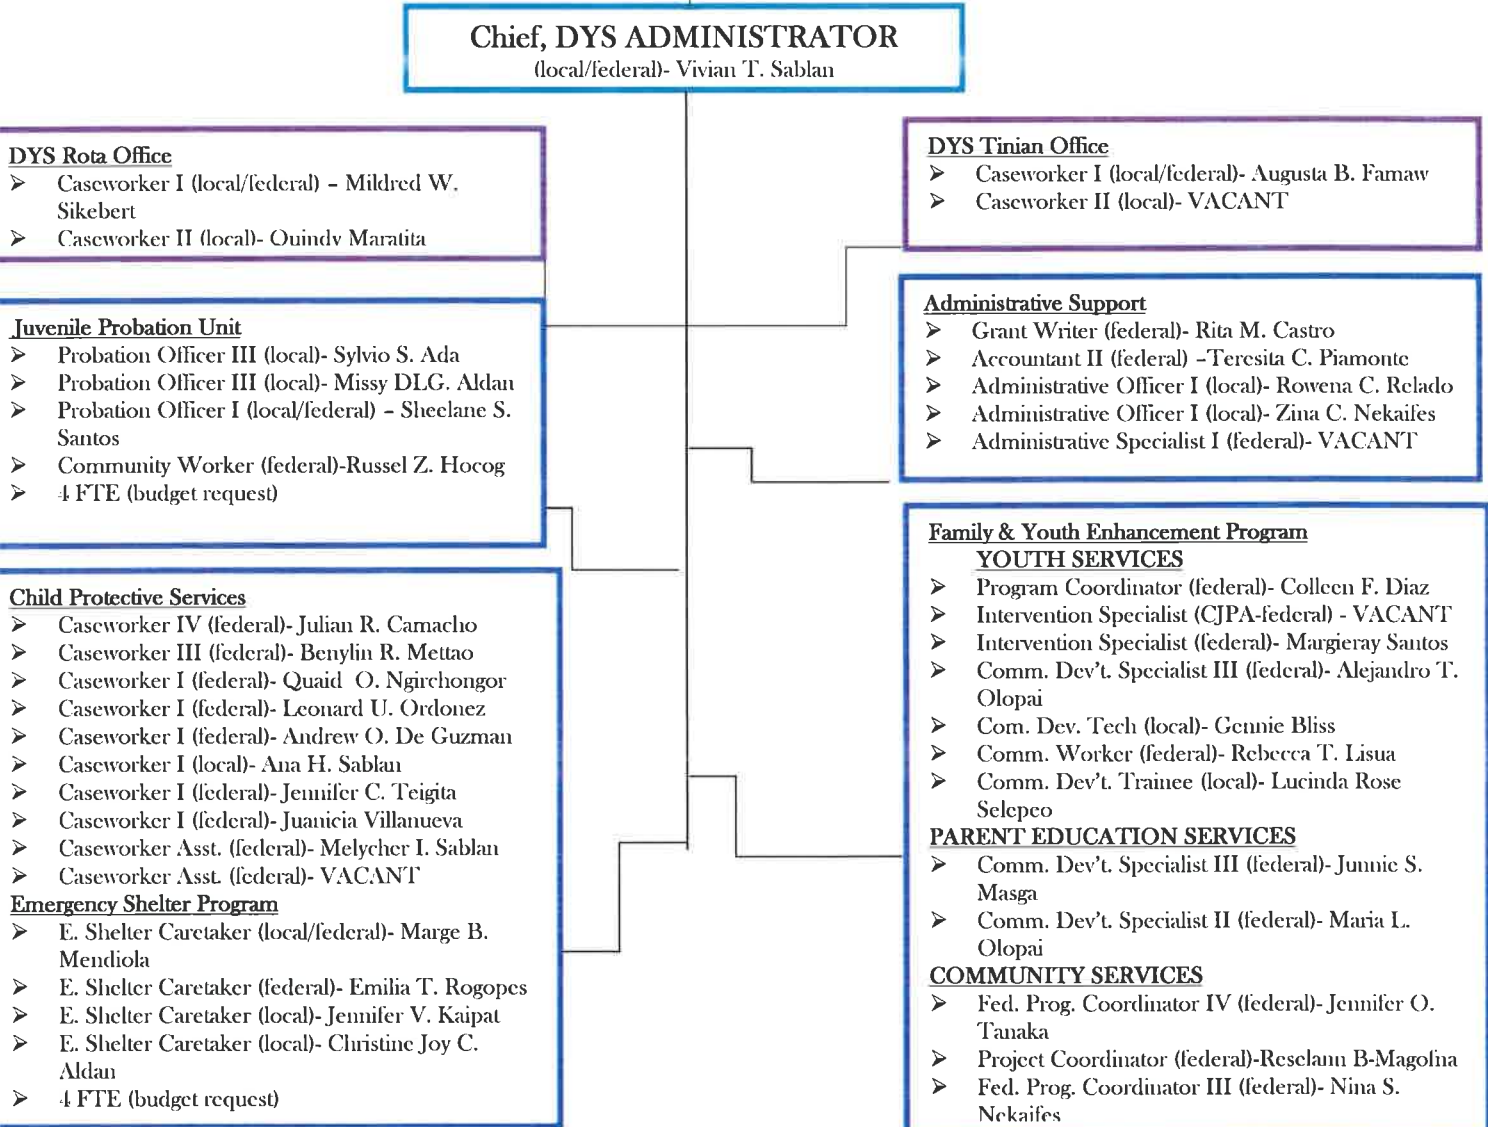 Chief, DYS ADMINISTRATOR
(local/federal)- Vivian T. Sablan
DYS Rota Office
➢ Caseworker I (local/federal) – Mildred W.
Sikebert
➢ Caseworker II (local)- Quindy Maratita
DYS Tinian Office
➢ Caseworker I (local/federal)- Augusta B. Famaw
➢ Caseworker II (local)- VACANT
Juvenile Probation Unit
➢ Probation Officer III (local)- Sylvio S. Ada
➢ Probation Officer III (local)- Missy DLG. Aldan
➢ Probation Officer I (local/federal) – Sheelane S.
Santos
➢ Community Worker (federal)-Russel Z. Hocog
➢ 4 FTE (budget request)
Administrative Support
➢ Grant Writer (federal)- Rita M. Castro
➢ Accountant II (federal) –Teresita C. Piamonte
➢ Administrative Officer I (local)- Rowena C. Relado
➢ Administrative Officer I (local)- Zina C. Nekaifes
➢ Administrative Specialist I (federal)- VACANT
Child Protective Services
➢ Caseworker IV (federal)- Julian R. Camacho
➢ Caseworker III (federal)- Benylin R. Mettao
➢ Caseworker I (federal)- Quaid O. Ngirchongor
➢ Caseworker I (federal)- Leonard U. Ordonez
➢ Caseworker I (federal)- Andrew O. De Guzman
➢ Caseworker I (local)- Ana H. Sablan
➢ Caseworker I (federal)- Jennifer C. Teigita
➢ Caseworker I (federal)- Juanicia Villanueva
➢ Caseworker Asst. (federal)- Melycher I. Sablan
➢ Caseworker Asst. (federal)- VACANT
Emergency Shelter Program
➢ E. Shelter Caretaker (local/federal)- Marge B.
Mendiola
➢ E. Shelter Caretaker (federal)- Emilia T. Rogopes
➢ E. Shelter Caretaker (local)- Jennifer V. Kaipat
➢ E. Shelter Caretaker (local)- Christine Joy C.
Aldan
➢ 4 FTE (budget request)
Family & Youth Enhancement Program
YOUTH SERVICES
➢ Program Coordinator (federal)- Colleen F. Diaz
➢ Intervention Specialist (CJPA-federal) - VACANT
➢ Intervention Specialist (federal)- Margieray Santos
➢ Comm. Dev't. Specialist III (federal)- Alejandro T.
Olopai
➢ Com. Dev. Tech (local)- Gennie Bliss
➢ Comm. Worker (federal)- Rebecca T. Lisua
➢ Comm. Dev't. Trainee (local)- Lucinda Rose
Selepeo
PARENT EDUCATION SERVICES
➢ Comm. Dev't. Specialist III (federal)- Junnie S.
Masga
➢ Comm. Dev't. Specialist II (federal)- Maria L.
Olopai
COMMUNITY SERVICES
➢ Fed. Prog. Coordinator IV (federal)- Jennifer O.
Tanaka
➢ Project Coordinator (federal)-Reselann B-Magofna
➢ Fed. Prog. Coordinator III (federal)- Nina S.
Nekaifes